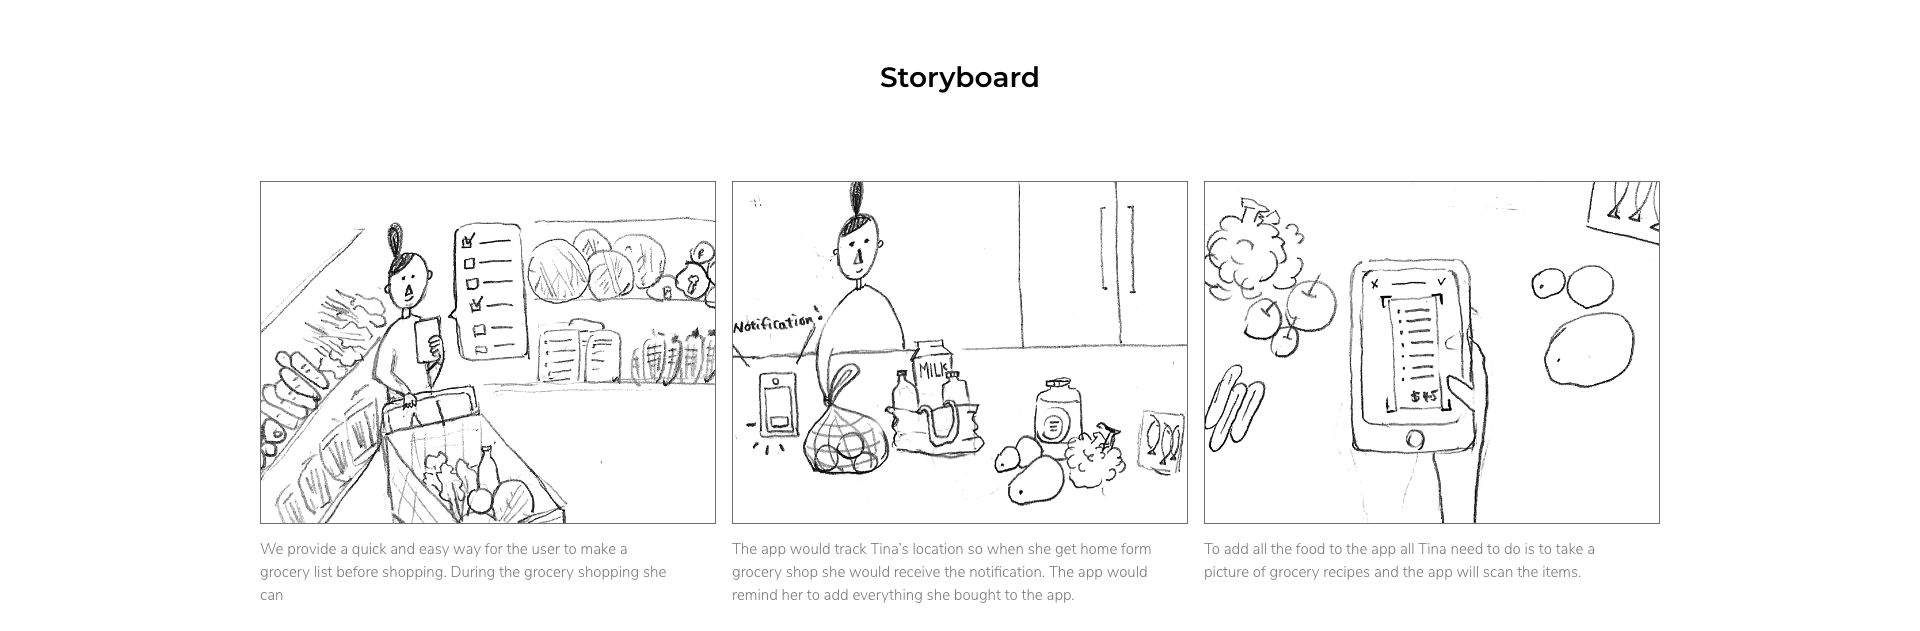 Storyboard
Notification!
MILK
$45
We provide a quick and easy way for the user to make a
grocery list before shopping. During the grocery shopping she
can
The app would track Tina's location so when she get home form
grocery shop she would receive the notification. The app would
remind her to add everything she bought to the app.
To add all the food to the app all Tina need to do is to take a
picture of grocery recipes and the app will scan the items.